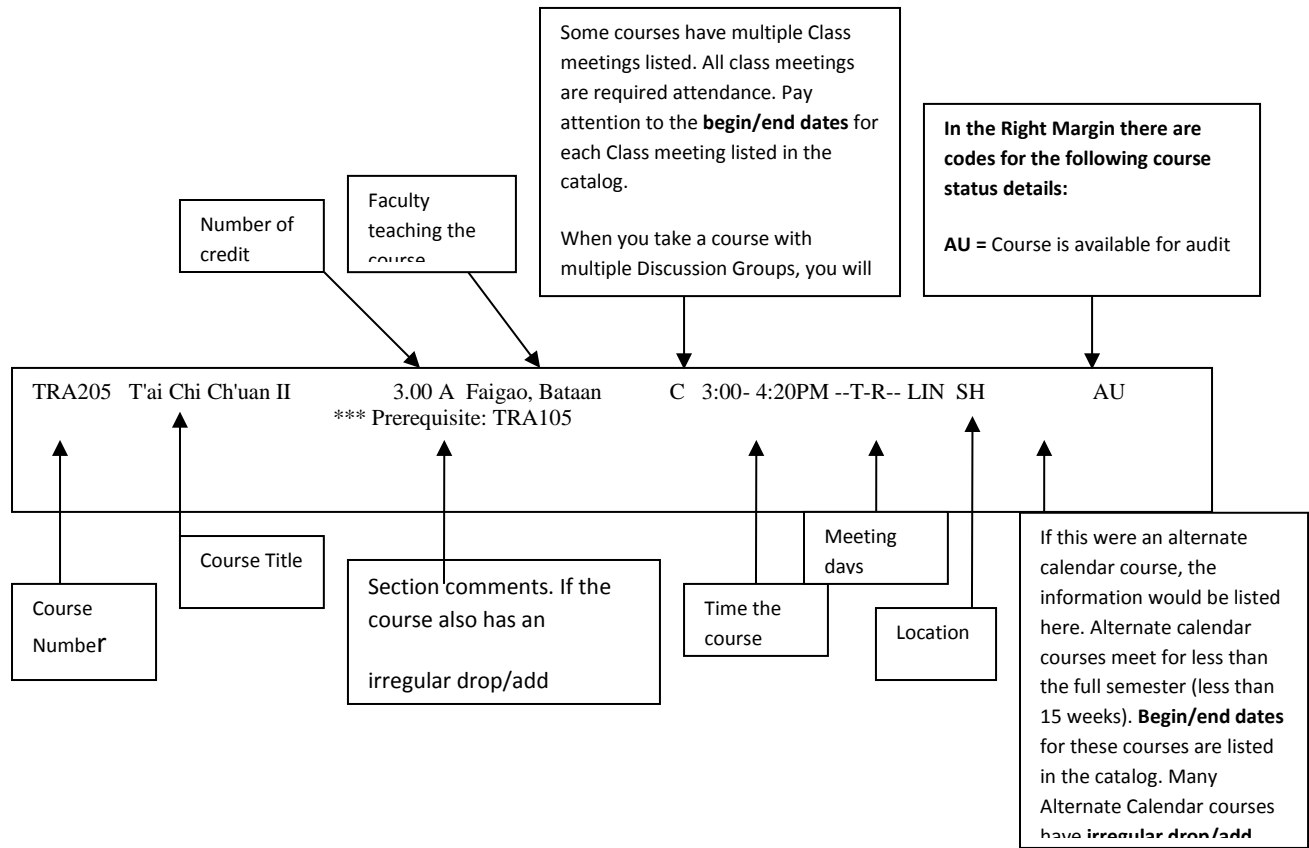 Some courses have multiple Class
meetings listed. All class meetings
are required attendance. Pay
attention to the begin/end dates for
each Class meeting listed in the
catalog.
When you take a course with
multiple Discussion Groups, you will
In the Right Margin there are
codes for the following course
status details:
AU = Course is available for audit
Number of
credit
Faculty
teaching the
course
TRA205 T'ai Chi Ch'uan II 3.00 A Faigao, Bataan C 3:00- 4:20PM --T-R-- LIN SH AU
*** Prerequisite: TRA105
Course
Number
Course Title
Section comments. If the
course also has an
irregular drop/add
Time the
course
Meeting
days
Location
If this were an alternate
calendar course, the
information would be listed
here. Alternate calendar
courses meet for less than
the full semester (less than
15 weeks). Begin/end dates
for these courses are listed
in the catalog. Many
Alternate Calendar courses
have irregular drop/add